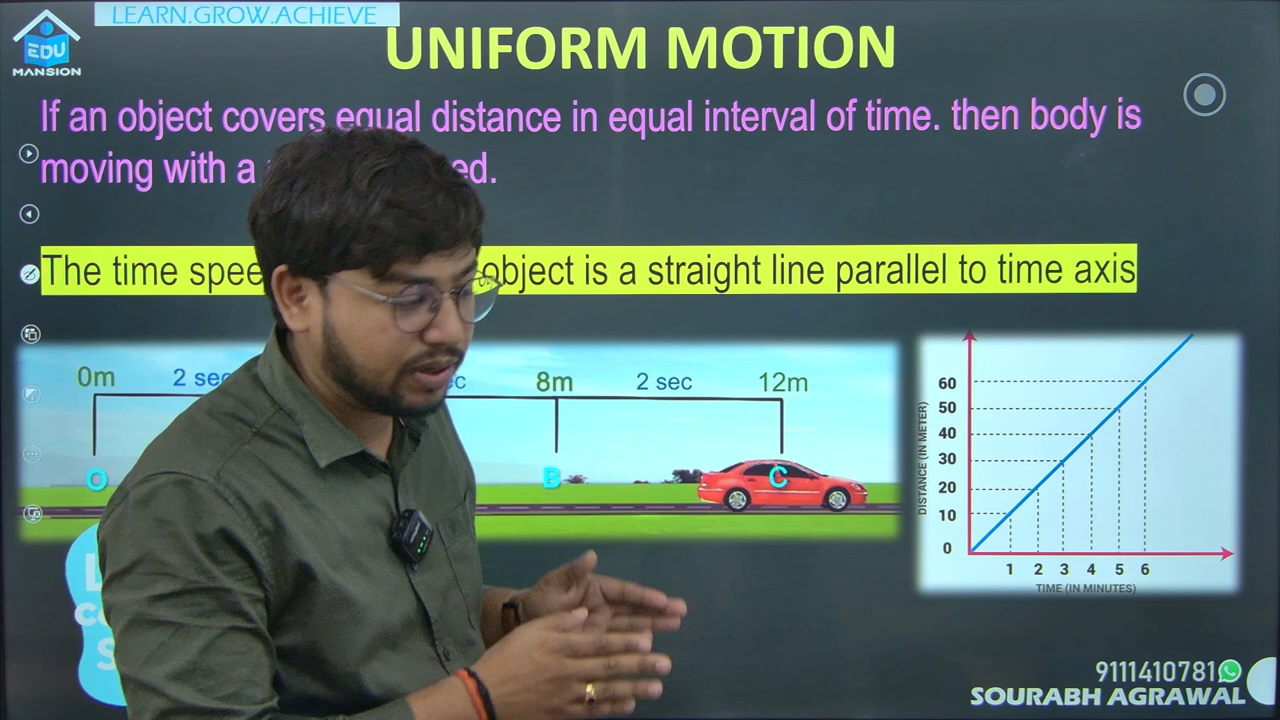 LEARN.GROW.ACHIEVE
EDU
MANSION
UNIFORM MOTION
If an object covers equal distance in equal interval of time. then body is
moving with a ed.
The time spee object is a straight line parallel to time axis
0m 2 sec 8m 2 sec 12m
O B C
60
50
40
30
20
10
0
DISTANCE (IN METER)
1 2 3 4 5 6
TIME (IN MINUTES)
9111410781
SOURABH AGRAWAL